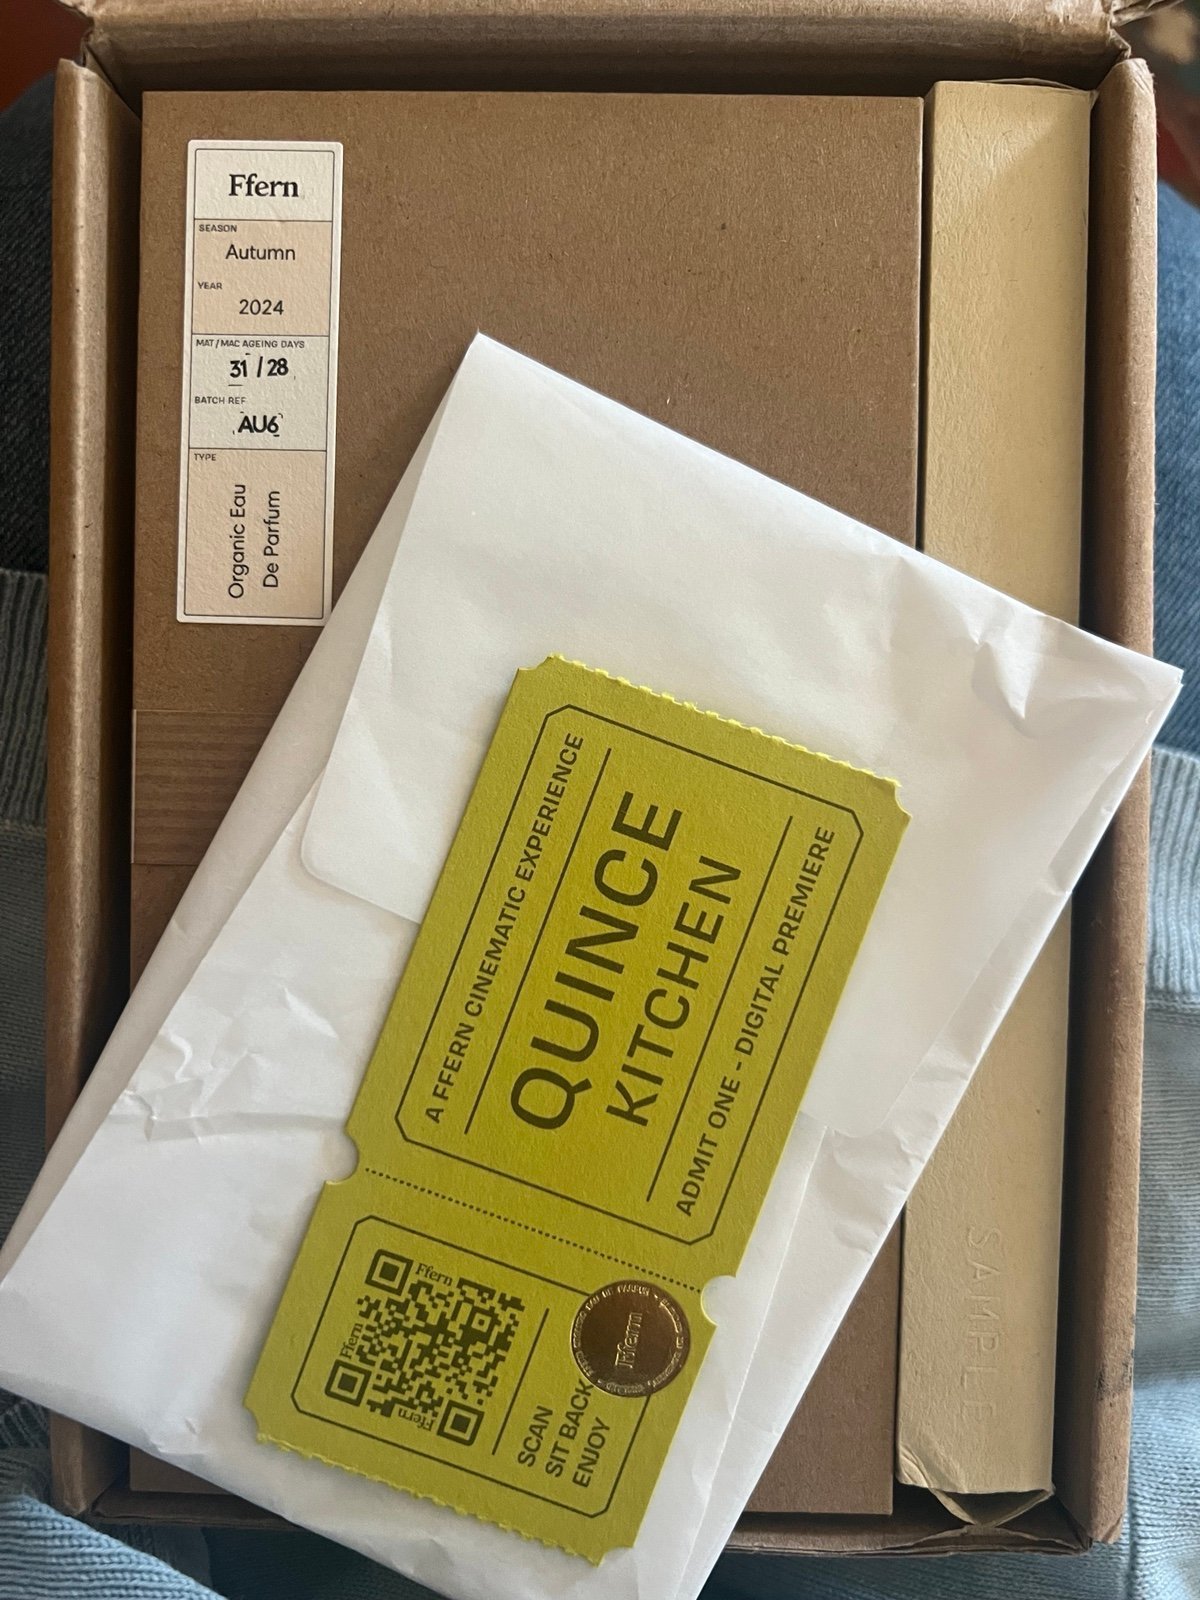 Ffern
SEASON
Autumn
YEAR
2024
MAT/MAC AGEING DAYS
31 / 28
BATCH REF
AU6
TYPE
Organic Eau
De Parfum
A FFERN CINEMATIC EXPERIENCE
QUINCE
KITCHEN
ADMIT ONE - DIGITAL PREMIERE
Ffern
Ffern
Ffern
SCAN
SIT BACK
ENJOY
Ffern
SAMPLE